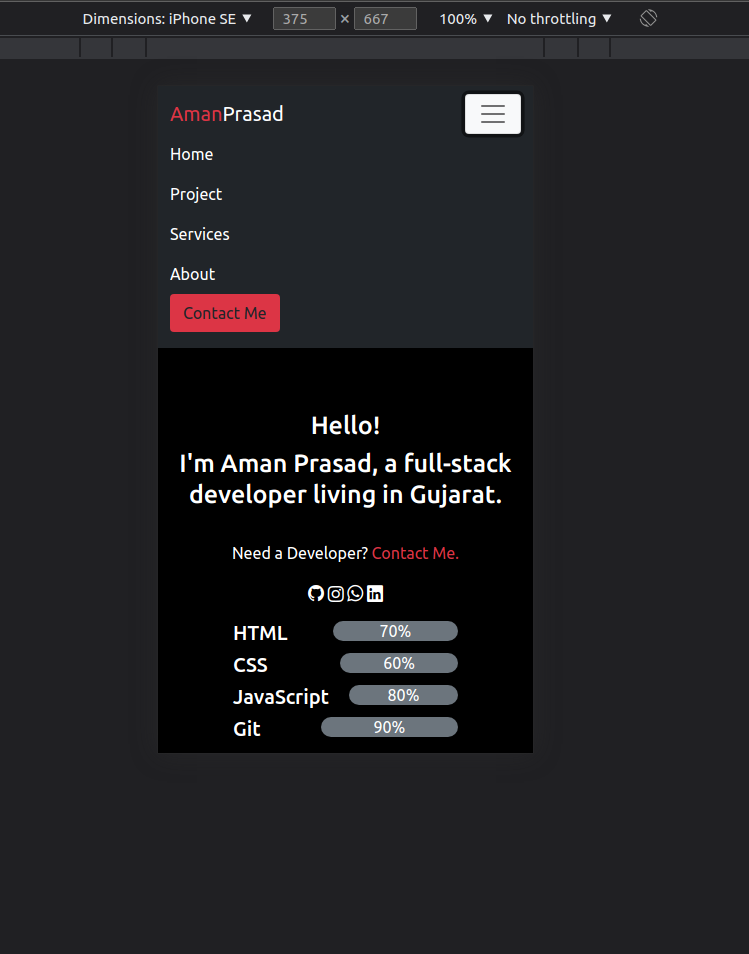 Dimensions: iPhone SE ▼ 375 × 667 100% ▼ No throttling ▼
AmanPrasad
Home
Project
Services
About
Contact Me
Hello!
I'm Aman Prasad, a full-stack
developer living in Gujarat.
Need a Developer? Contact Me.
HTML 70%
CSS 60%
JavaScript 80%
Git 90%